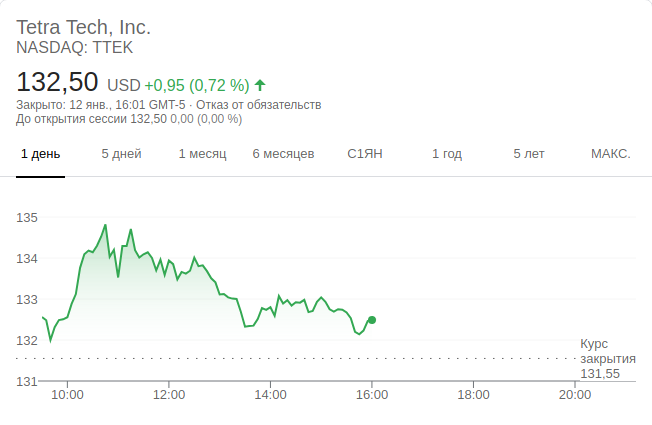 Tetra Tech, Inc.
NASDAQ: TTEK
132,50 USD +0,95 (0,72 %)
Закрыто: 12 янв., 16:01 GMT-5 · Отказ от обязательств
До открытия сессии 132,50 0,00 (0,00 %)
1 день 5 дней 1 месяц 6 месяцев С1ЯН 1 год 5 лет МАКС.
135
134
133
132
Курс
закрытия
131,55
131
10:00 12:00 14:00 16:00 18:00 20:00